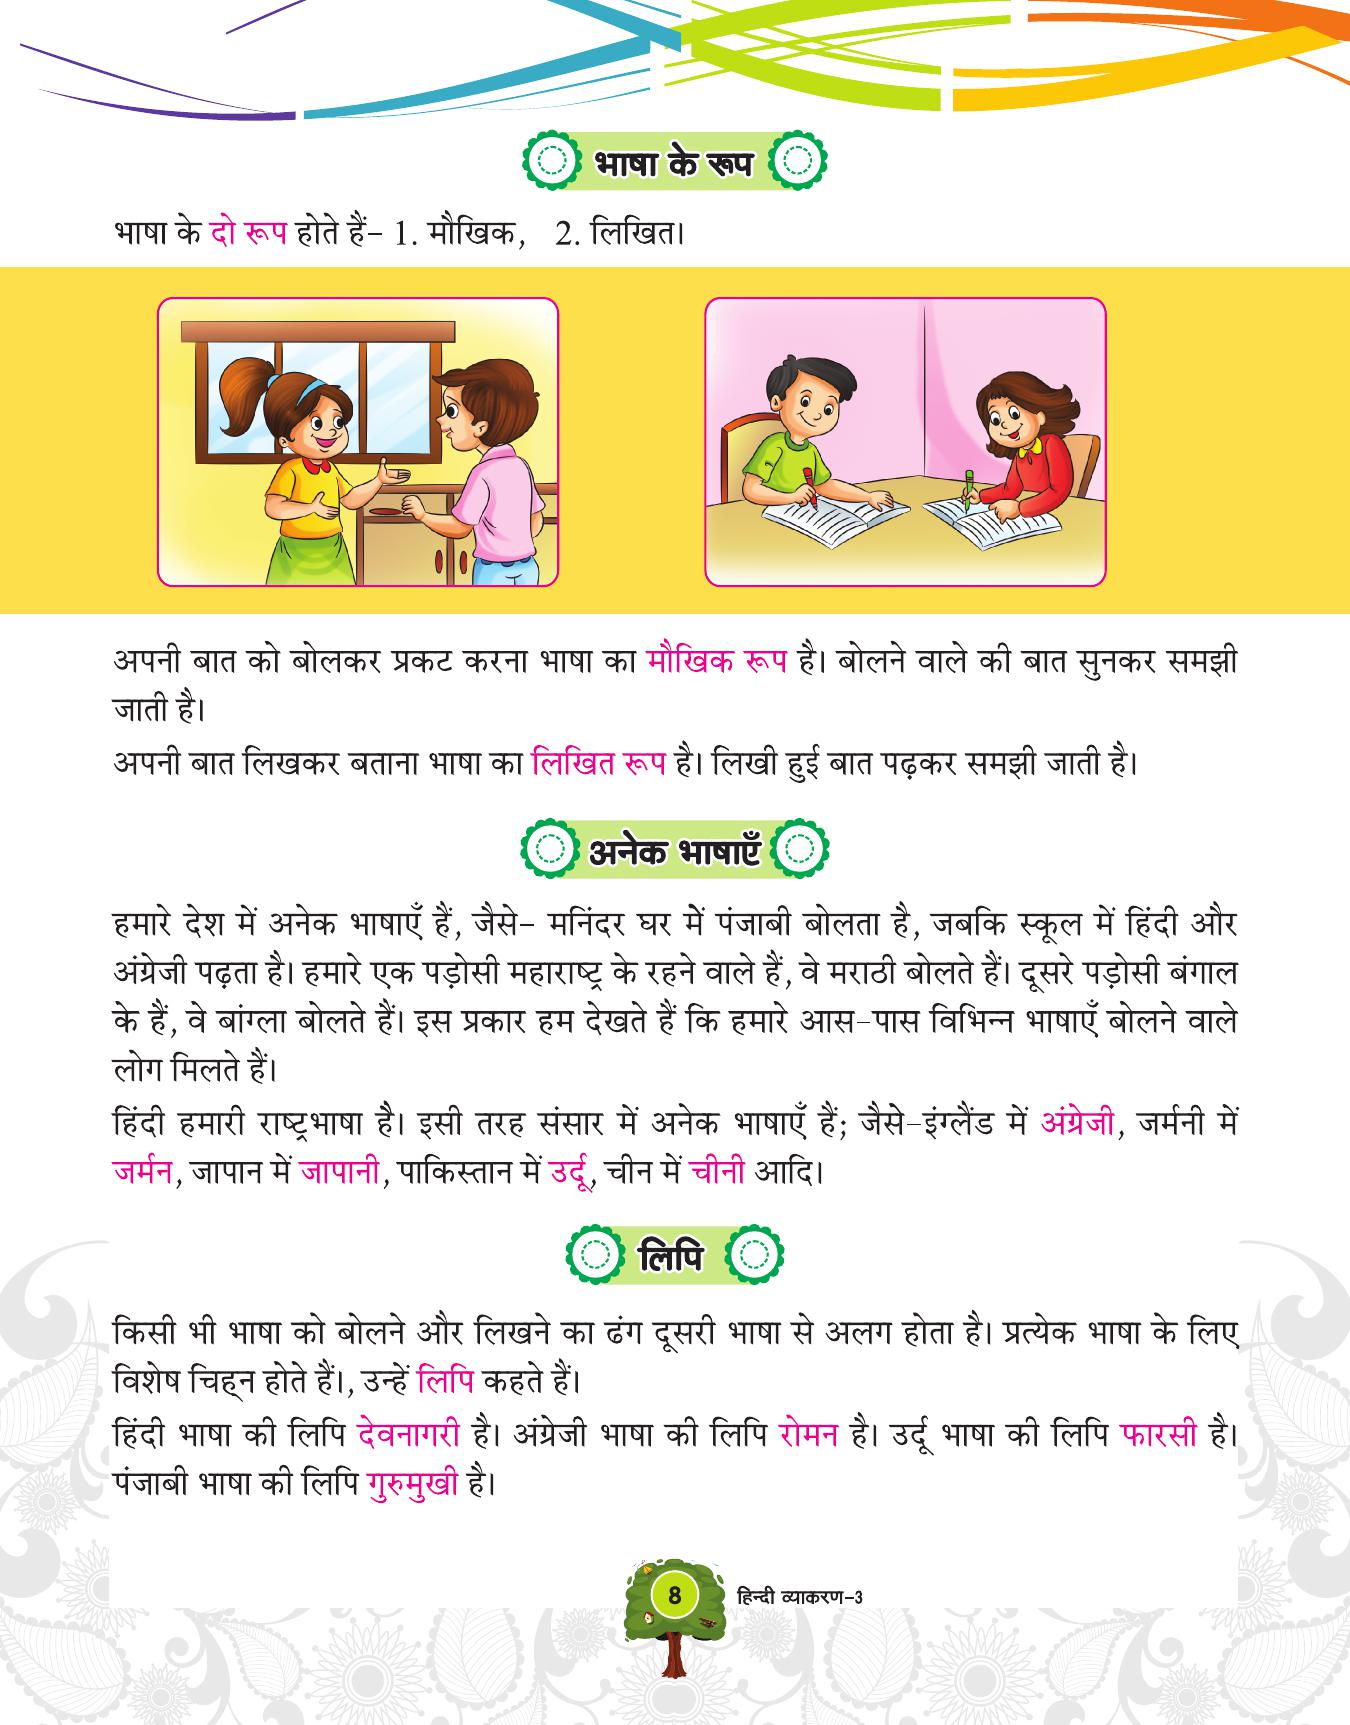 भाषा के रूप
भाषा के दो रूप होते हैं– 1. मौखिक, 2. लिखित।
अपनी बात को बोलकर प्रकट करना भाषा का मौखिक रूप है। बोलने वाले की बात सुनकर समझी
जाती है।
अपनी बात लिखकर बताना भाषा का लिखित रूप है। लिखी हुई बात पढ़कर समझी जाती है।
अनेक भाषाएँ
हमारे देश में अनेक भाषाएँ हैं, जैसे– मनिंदर घर में पंजाबी बोलता है, जबकि स्कूल में हिंदी और
अंग्रेजी पढ़ता है। हमारे एक पड़ोसी महाराष्ट्र के रहने वाले हैं, वे मराठी बोलते हैं। दूसरे पड़ोसी बंगाल
के हैं, वे बांग्ला बोलते हैं। इस प्रकार हम देखते हैं कि हमारे आस-पास विभिन्न भाषाएँ बोलने वाले
लोग मिलते हैं।
हिंदी हमारी राष्ट्रभाषा है। इसी तरह संसार में अनेक भाषाएँ हैं; जैसे-इंग्लैंड में अंग्रेजी, जर्मनी में
जर्मन, जापान में जापानी, पाकिस्तान में उर्दू, चीन में चीनी आदि।
लिपि
किसी भी भाषा को बोलने और लिखने का ढंग दूसरी भाषा से अलग होता है। प्रत्येक भाषा के लिए
विशेष चिह्न होते हैं।, उन्हें लिपि कहते हैं।
हिंदी भाषा की लिपि देवनागरी है। अंग्रेजी भाषा की लिपि रोमन है। उर्दू भाषा की लिपि फारसी है।
पंजाबी भाषा की लिपि गुरुमुखी है।
8 हिन्दी व्याकरण-3